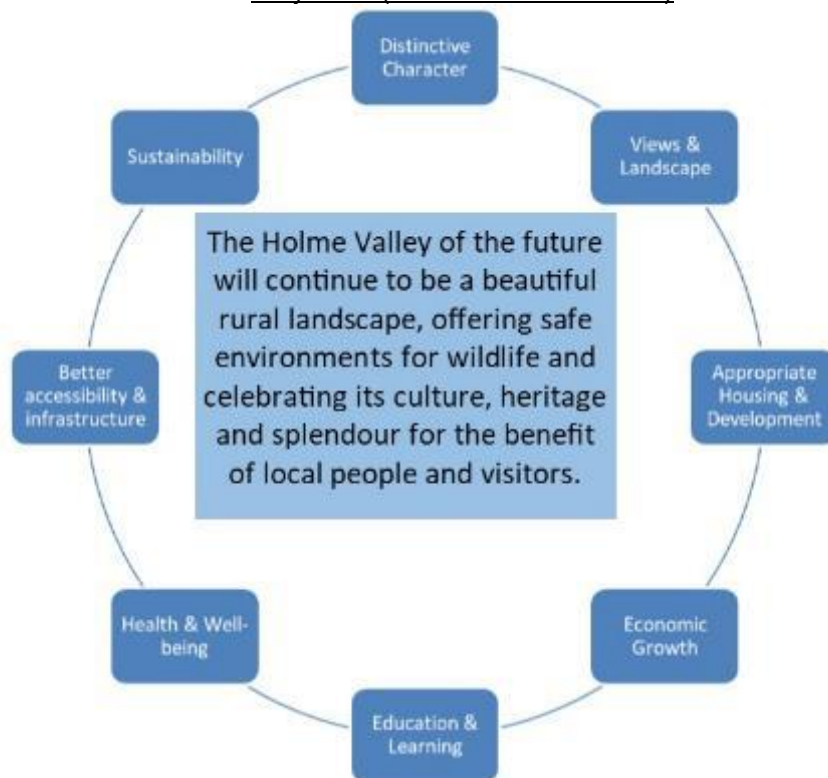 Distinctive
Character
Views &
Landscape
Appropriate
Housing &
Development
Economic
Growth
Education &
Learning
Health & Well-
being
Better
accessibility &
infrastructure
Sustainability
The Holme Valley of the future
will continue to be a beautiful
rural landscape, offering safe
environments for wildlife and
celebrating its culture, heritage
and splendour for the benefit
of local people and visitors.